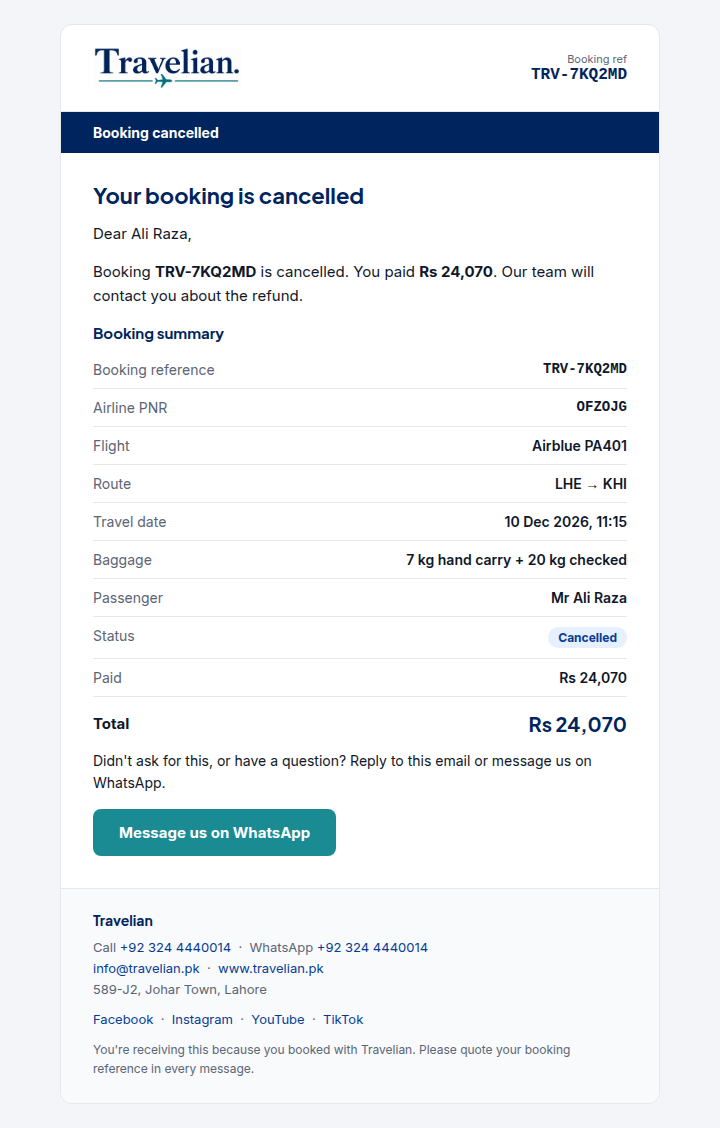 Travelian.
Booking ref
TRV-7KQ2MD
Booking cancelled
Your booking is cancelled
Dear Ali Raza,
Booking TRV-7KQ2MD is cancelled. You paid Rs 24,070. Our team will
contact you about the refund.
Booking summary
Booking reference TRV-7KQ2MD
Airline PNR OFZOJG
Flight Airblue PA401
Route LHE → KHI
Travel date 10 Dec 2026, 11:15
Baggage 7 kg hand carry + 20 kg checked
Passenger Mr Ali Raza
Status Cancelled
Paid Rs 24,070
Total Rs 24,070
Didn't ask for this, or have a question? Reply to this email or message us on
WhatsApp.
Message us on WhatsApp
Travelian
Call +92 324 4440014 · WhatsApp +92 324 4440014
info@travelian.pk · www.travelian.pk
589-J2, Johar Town, Lahore
Facebook · Instagram · YouTube · TikTok
You're receiving this because you booked with Travelian. Please quote your booking
reference in every message.